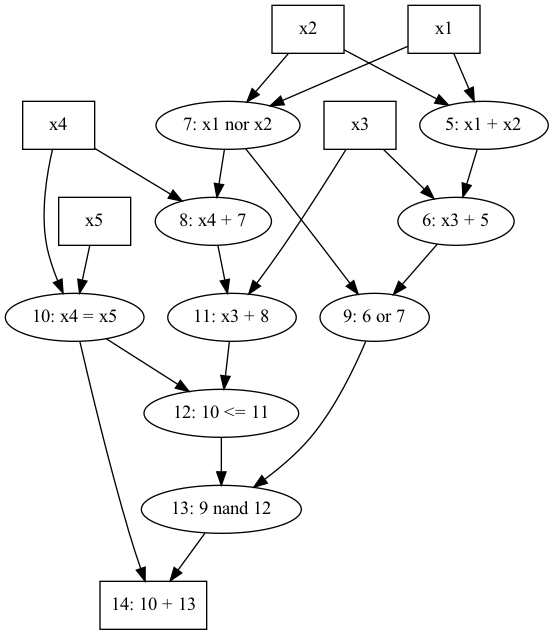 x2
x1
x4
7: x1 nor x2
x3
5: x1 + x2
x5
8: x4 + 7
6: x3 + 5
10: x4 = x5
11: x3 + 8
9: 6 or 7
12: 10 <= 11
13: 9 nand 12
14: 10 + 13